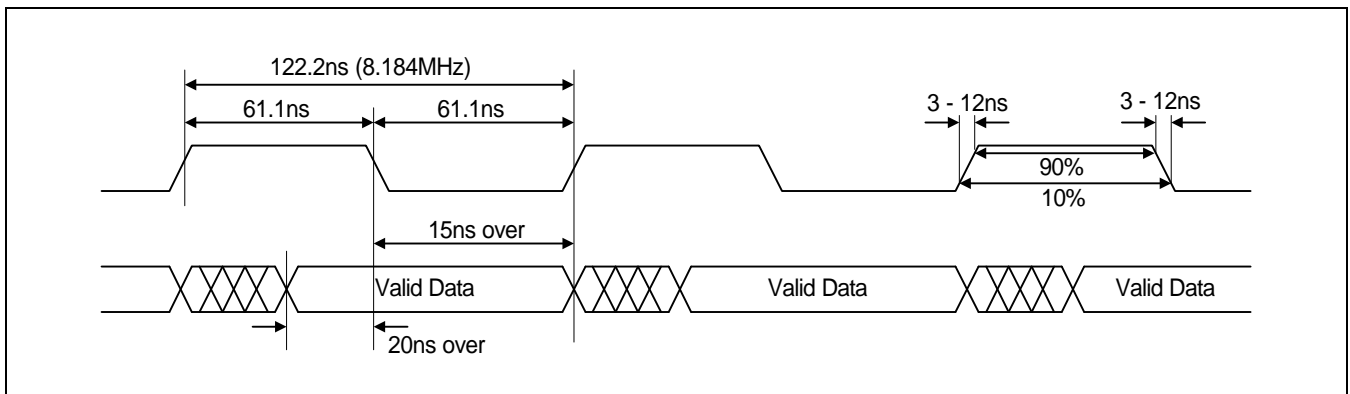 122.2ns (8.184MHz)
61.1ns
61.1ns
3 - 12ns
3 - 12ns
90%
10%
15ns over
Valid Data
Valid Data
Valid Data
20ns over